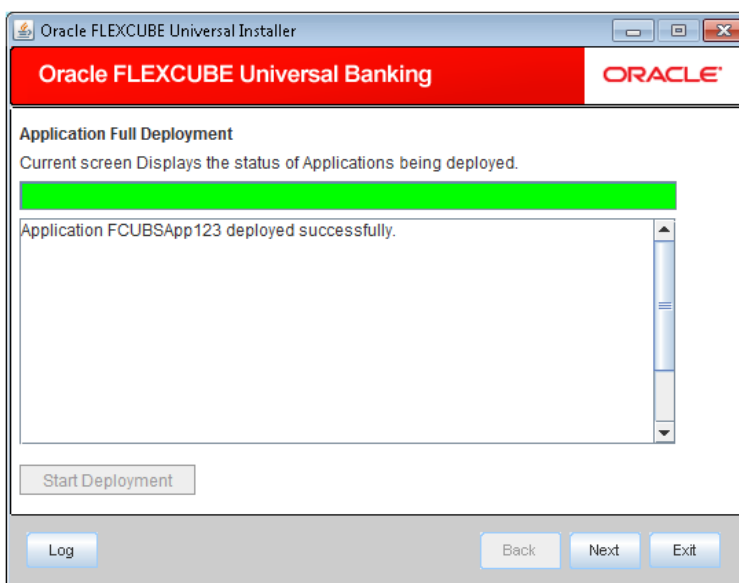 Oracle FLEXCUBE Universal Installer
Oracle FLEXCUBE Universal Banking
ORACLE
Application Full Deployment
Current screen Displays the status of Applications being deployed.
Application FCUBSApp123 deployed successfully.
Start Deployment
Log Back Next Exit